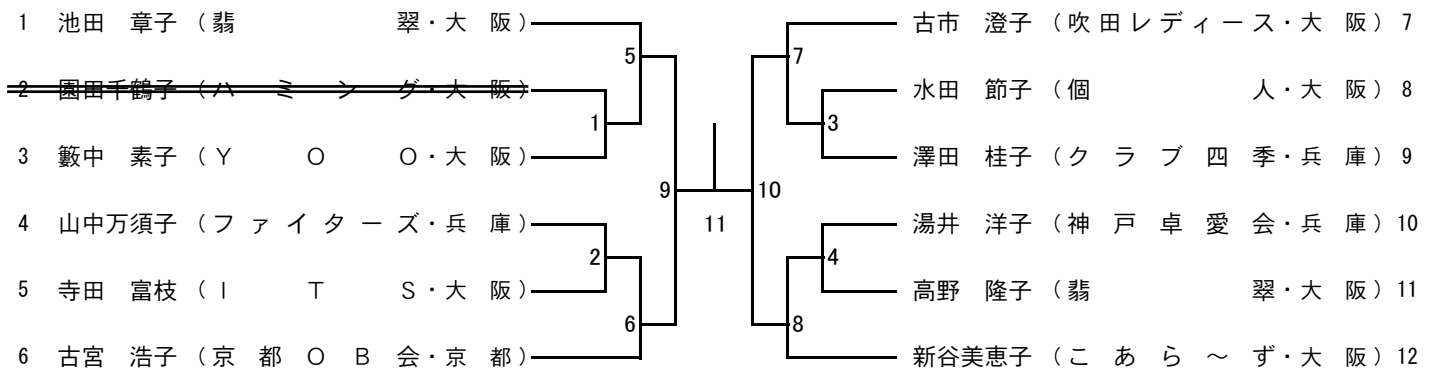 1 池田 章子 (翡 翠・大 阪)
5
2 園田千鶴子 (ハ ミ ン グ・大 阪)
1
3 籔中 素子 (Y O O・大 阪)
9
4 山中万須子 (フ ァ イ タ ー ズ・兵 庫)
2
5 寺田 富枝 (I T S・大 阪)
6
6 古宮 浩子 (京 都 O B 会・京 都)
11
古市 澄子 (吹 田 レ デ ィ ー ス・大 阪) 7
7
水田 節子 (個 人・大 阪) 8
3
澤田 桂子 (ク ラ ブ 四 季・兵 庫) 9
10
湯井 洋子 (神 戸 卓 愛 会・兵 庫) 10
4
高野 隆子 (翡 翠・大 阪) 11
8
新谷美恵子 (こ あ ら ~ ず・大 阪) 12